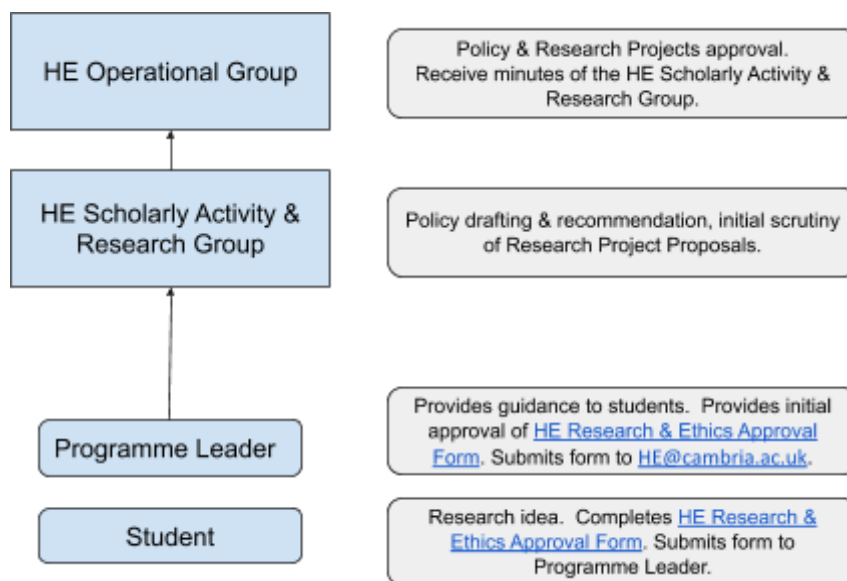 HE Operational Group
Policy & Research Projects approval.
Receive minutes of the HE Scholarly Activity &
Research Group.
HE Scholarly Activity &
Research Group
Policy drafting & recommendation, initial scrutiny
of Research Project Proposals.
Programme Leader
Provides guidance to students.  Provides initial
approval of HE Research & Ethics Approval
Form. Submits form to HE@cambria.ac.uk.
Student
Research idea.  Completes HE Research &
Ethics Approval Form. Submits form to
Programme Leader.